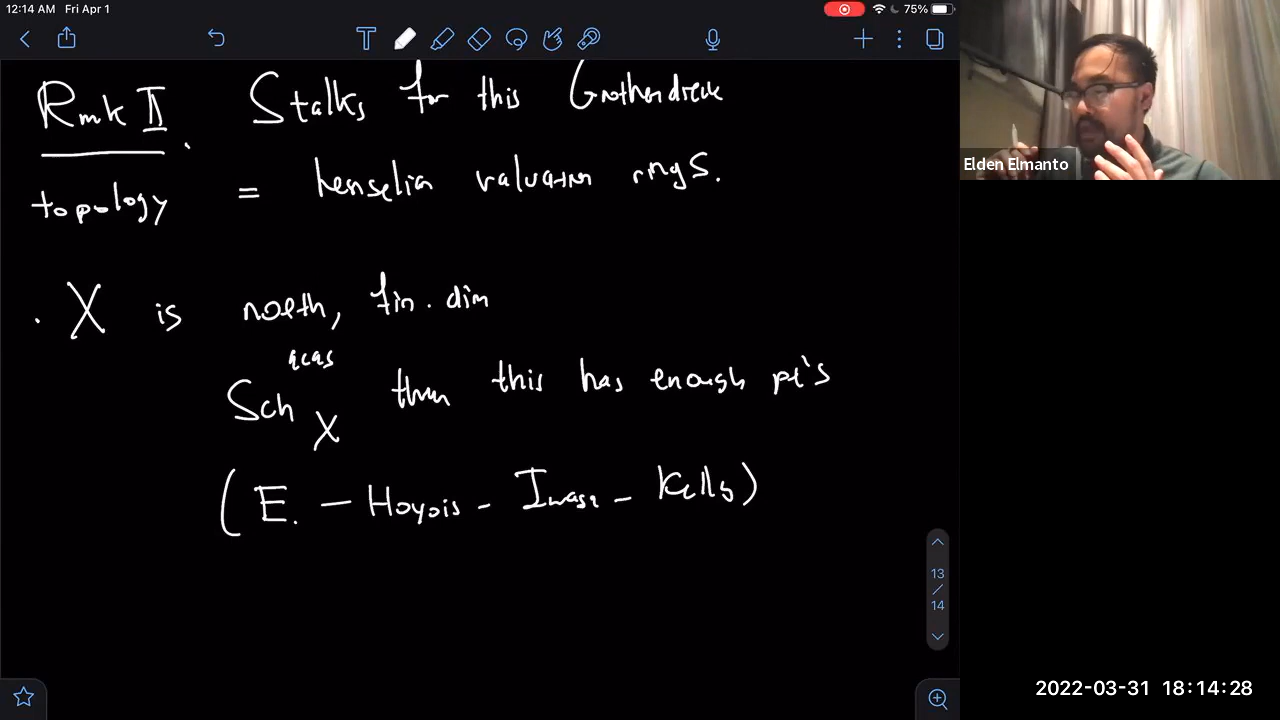 12:14 AM Fri Apr 1
75%
Rmk II. Stalks for this Grothendieck
topology = henselian valuation rings.
. X is noeth, fin. dim
Sch qcqs X then this has enough pt's
(E. - Hoyois - Iwasa - Kelly)
13
/
14
Elden Elmanto
2022-03-31 18:14:28